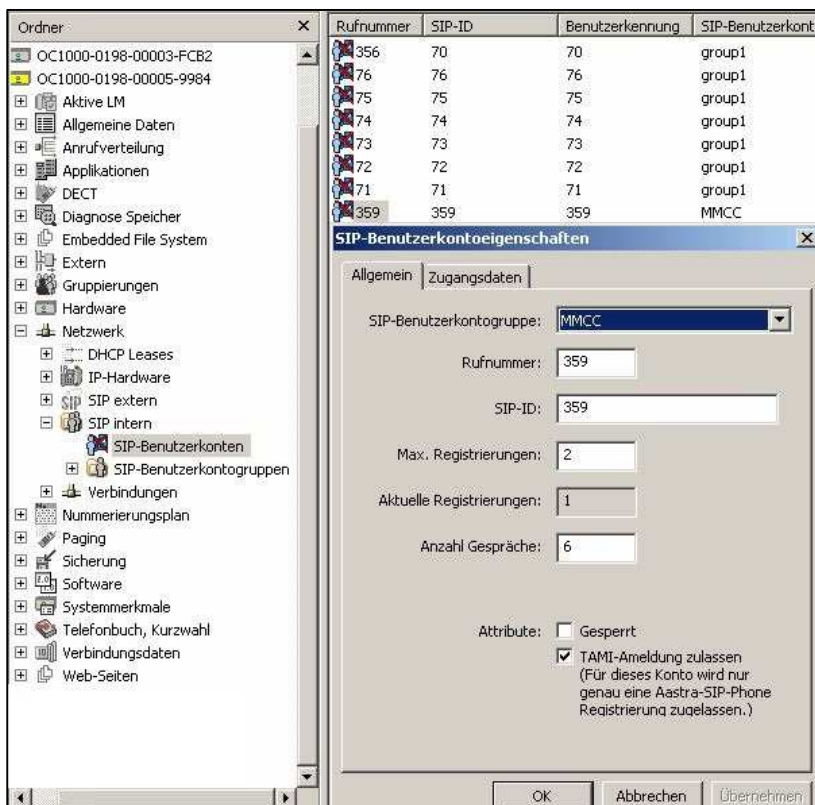 Ordner
OC1000-0198-00003-FCB2
OC1000-0198-00005-9984
Aktive LM
Allgemeine Daten
Anrufverteilung
Applikationen
DECT
Diagnose Speicher
Embedded File System
Extern
Gruppierungen
Hardware
Netzwerk
DHCP Leases
IP-Hardware
SIP extern
SIP intern
SIP-Benutzerkonten
SIP-Benutzerkontogruppen
Verbindungen
Nummerierungsplan
Paging
Sicherung
Software
Systemmerkmale
Telefonbuch, Kurzwahl
Verbindungsdaten
Web-Seiten
Rufnummer SIP-ID Benutzerkennung SIP-Benutzerkont
356 70 70 group1
76 76 76 group1
75 75 75 group1
74 74 74 group1
73 73 73 group1
72 72 72 group1
71 71 71 group1
359 359 359 MMCC
SIP-Benutzerkontoeigenschaften
Allgemein Zugangsdaten
SIP-Benutzerkontogruppe: MMCC
Rufnummer: 359
SIP-ID: 359
Max. Registrierungen: 2
Aktuelle Registrierungen: 1
Anzahl Gespräche: 6
Attribute: Gesperrt
TAMI-Ameldung zulassen
(Für dieses Konto wird nur
genau eine Aastra-SIP-Phone
Registrierung zugelassen.)
OK Abbrechen Übernehmen